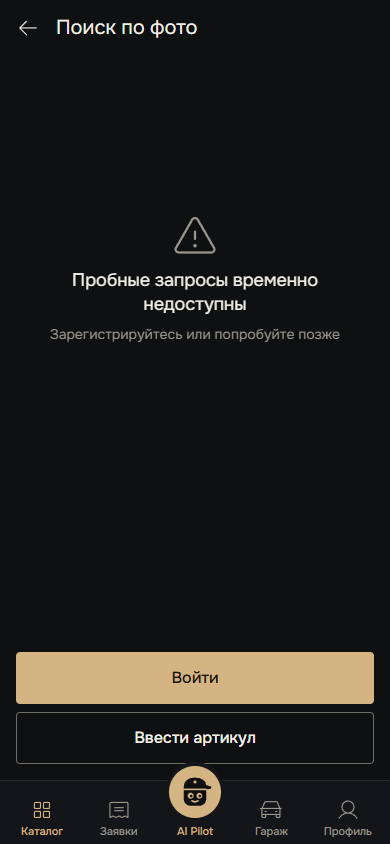 Поиск по фото
Пробные запросы временно
недоступны
Зарегистрируйтесь или попробуйте позже
Войти
Ввести артикул
Каталог
Заявки
AI Pilot
Гараж
Профиль